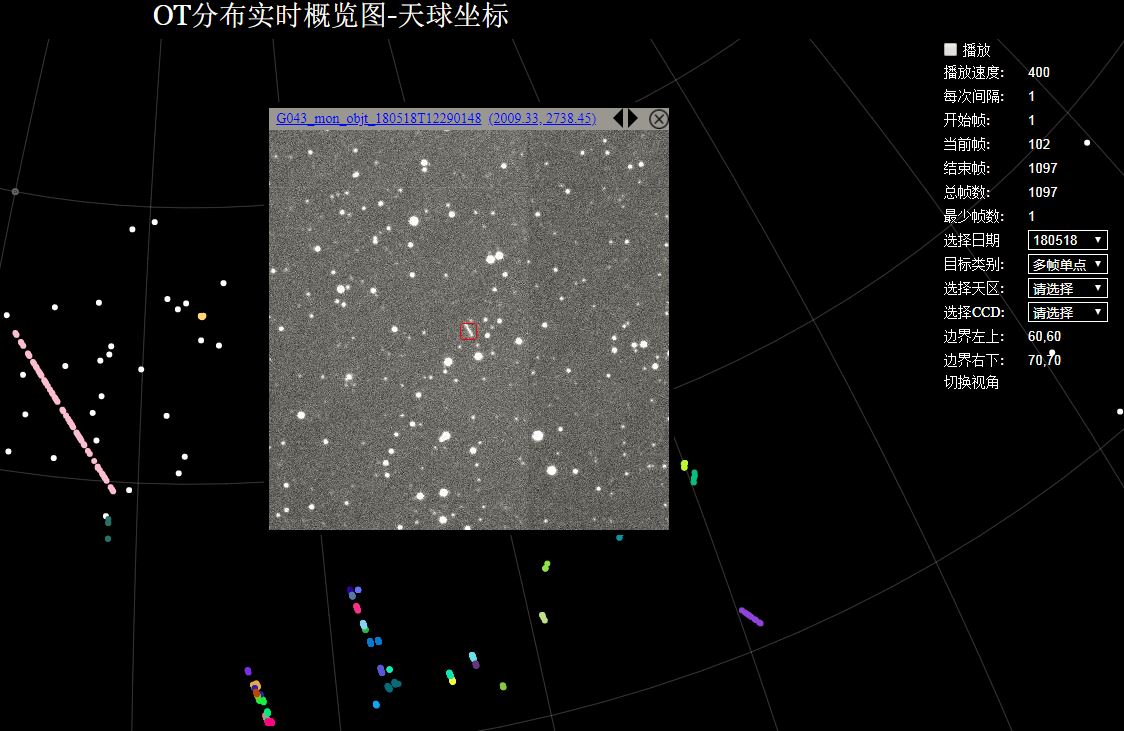 OT分布实时概览图-天球坐标
G043_mon_objt_180518T12290148 (2009.33, 2738.45)
播放
播放速度: 400
每次间隔: 1
开始帧: 1
当前帧: 102
结束帧: 1097
总帧数: 1097
最少帧数: 1
选择日期 180518
目标类别: 多帧单点
选择天区: 请选择
选择CCD: 请选择
边界左上: 60,60
边界右下: 70,70
切换视角